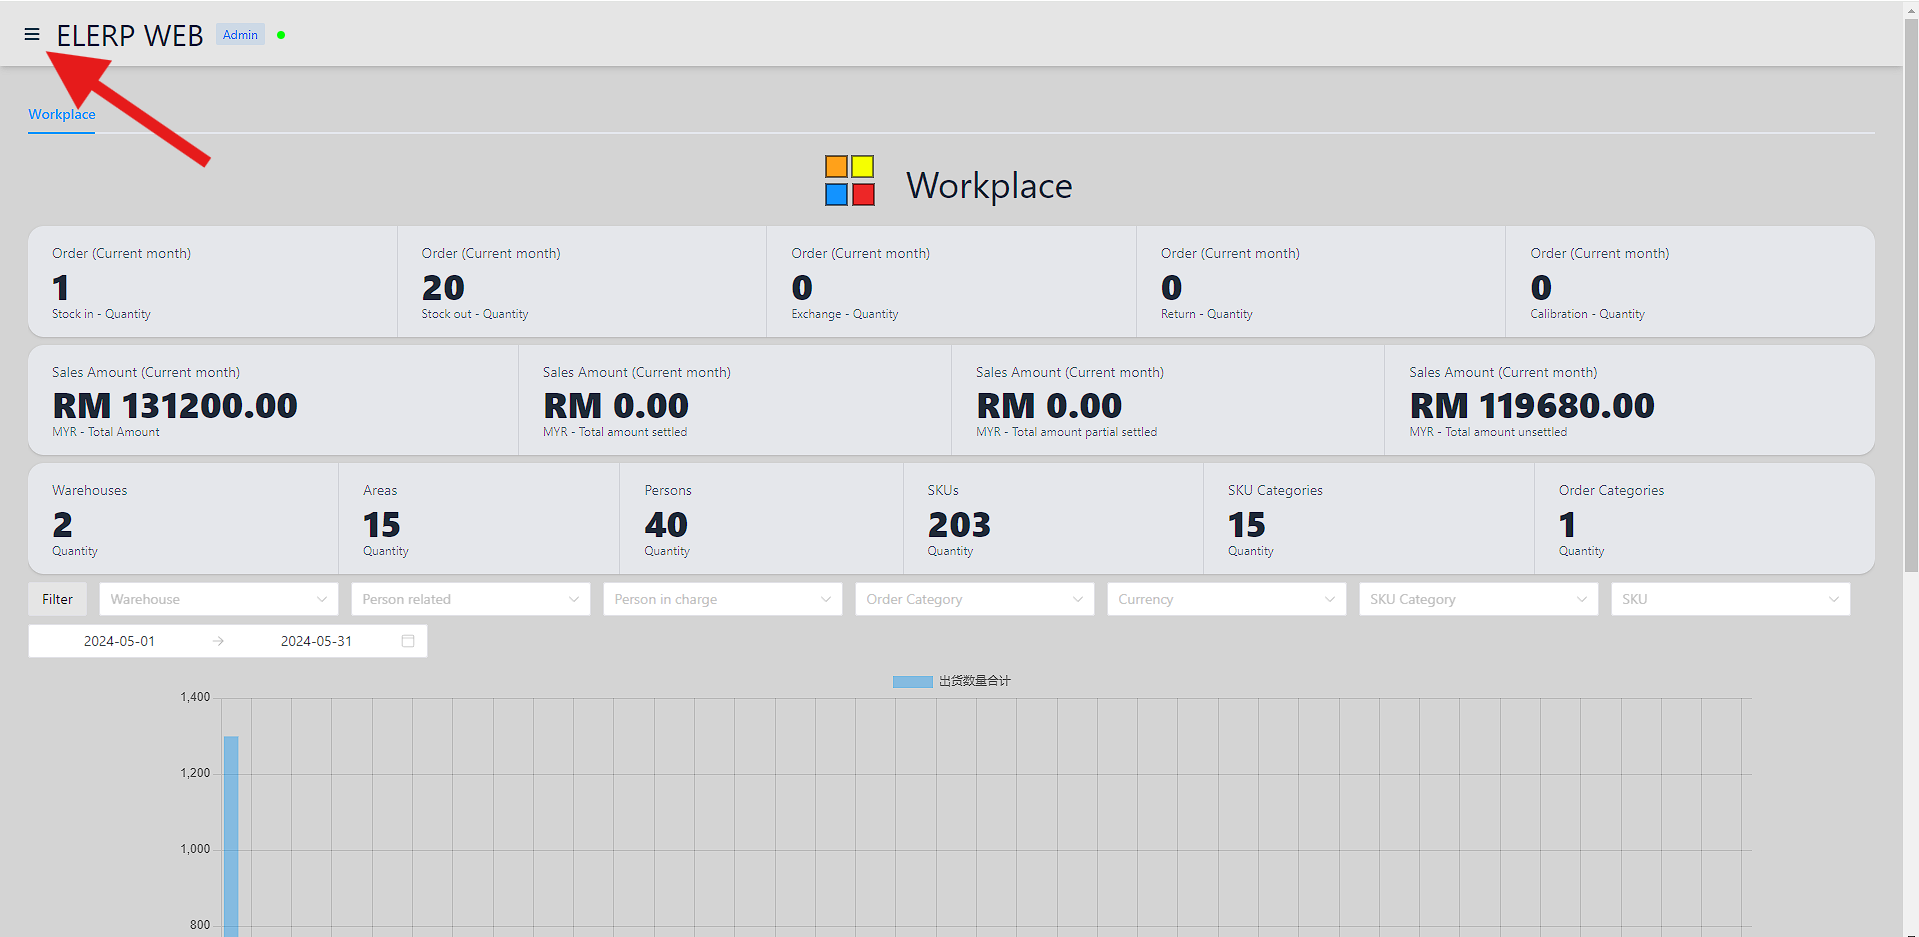 ELERP WEB Admin
Workplace
Workplace
Order (Current month) Order (Current month) Order (Current month) Order (Current month) Order (Current month)
1 20 0 0 0
Stock in - Quantity Stock out - Quantity Exchange - Quantity Return - Quantity Calibration - Quantity
Sales Amount (Current month) Sales Amount (Current month) Sales Amount (Current month) Sales Amount (Current month)
RM 131200.00 RM 0.00 RM 0.00 RM 119680.00
MYR - Total Amount MYR - Total amount settled MYR - Total amount partial settled MYR - Total amount unsettled
Warehouses Areas Persons SKUs SKU Categories Order Categories
2 15 40 203 15 1
Quantity Quantity Quantity Quantity Quantity Quantity
Filter Warehouse Person related Person in charge Order Category Currency SKU Category SKU
2024-05-01 → 2024-05-31
出货数量合计
1,400
1,200
1,000
800